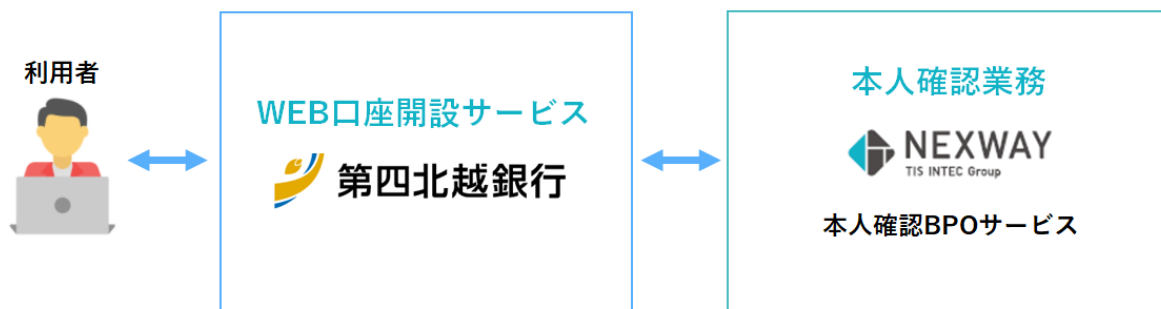 利用者
WEB口座開設サービス
第四北越銀行
本人確認業務
NEXWAY
TIS INTEC Group
本人確認BPOサービス